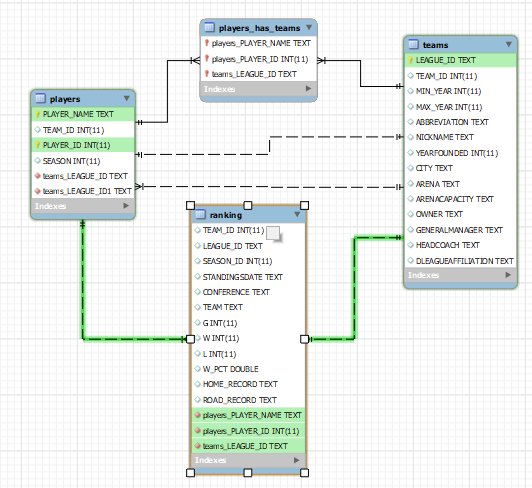 players_has_teams
players_PLAYER_NAME TEXT
players_PLAYER_ID INT(11)
teams_LEAGUE_ID TEXT
Indexes
teams
LEAGUE_ID TEXT
TEAM_ID INT(11)
MIN_YEAR INT(11)
MAX_YEAR INT(11)
ABBREVIATION TEXT
NICKNAME TEXT
YEARFOUNDED INT(11)
CITY TEXT
ARENA TEXT
ARENACAPACITY TEXT
OWNER TEXT
GENERALMANAGER TEXT
HEADCOACH TEXT
DLEAGUEAFFILIATION TEXT
Indexes
players
PLAYER_NAME TEXT
TEAM_ID INT(11)
PLAYER_ID INT(11)
SEASON INT(11)
teams_LEAGUE_ID TEXT
teams_LEAGUE_ID1 TEXT
Indexes
ranking
TEAM_ID INT(11)
LEAGUE_ID TEXT
SEASON_ID INT(11)
STANDINGSDATE TEXT
CONFERENCE TEXT
TEAM TEXT
G INT(11)
W INT(11)
L INT(11)
W_PCT DOUBLE
HOME_RECORD TEXT
ROAD_RECORD TEXT
players_PLAYER_NAME TEXT
players_PLAYER_ID INT(11)
teams_LEAGUE_ID TEXT
Indexes